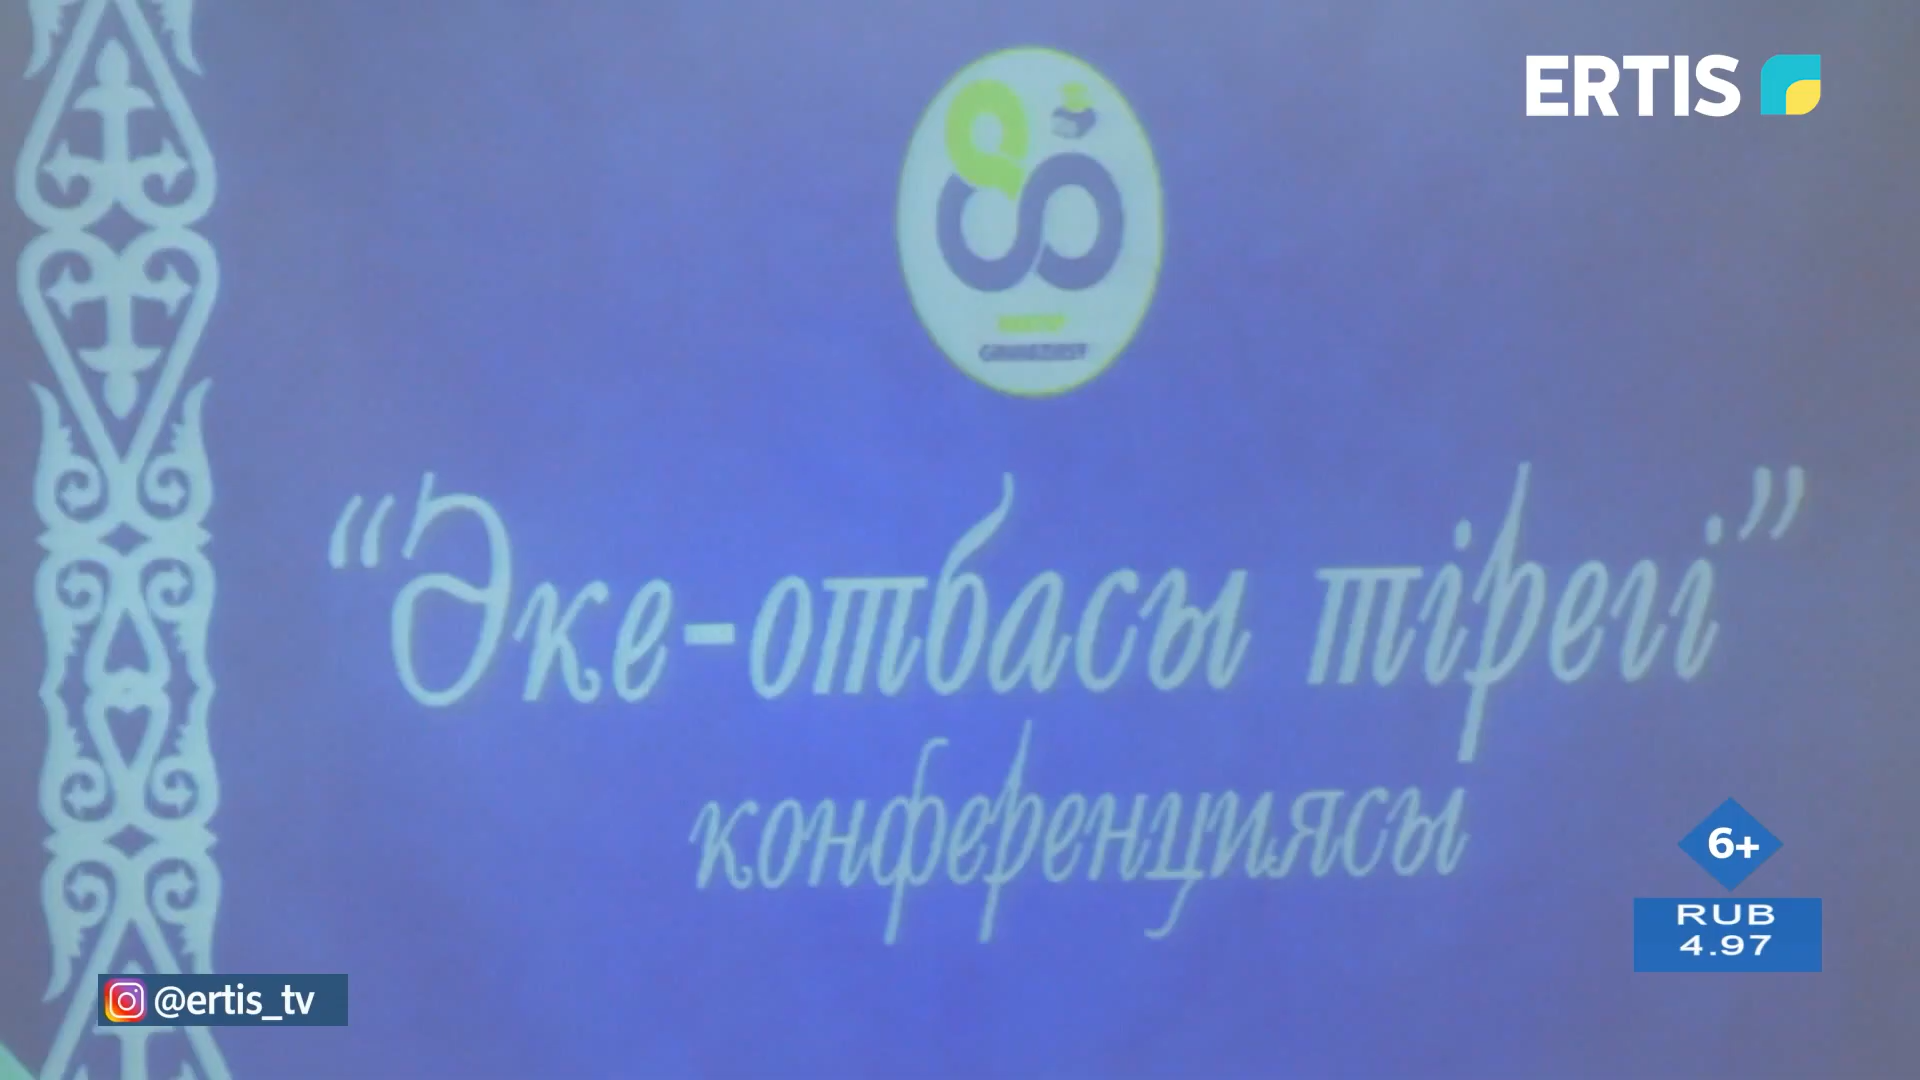 ERTIS
“Әке-отбасы тірегі”
конференциясы
6+
RUB
4.97
@ertis_tv